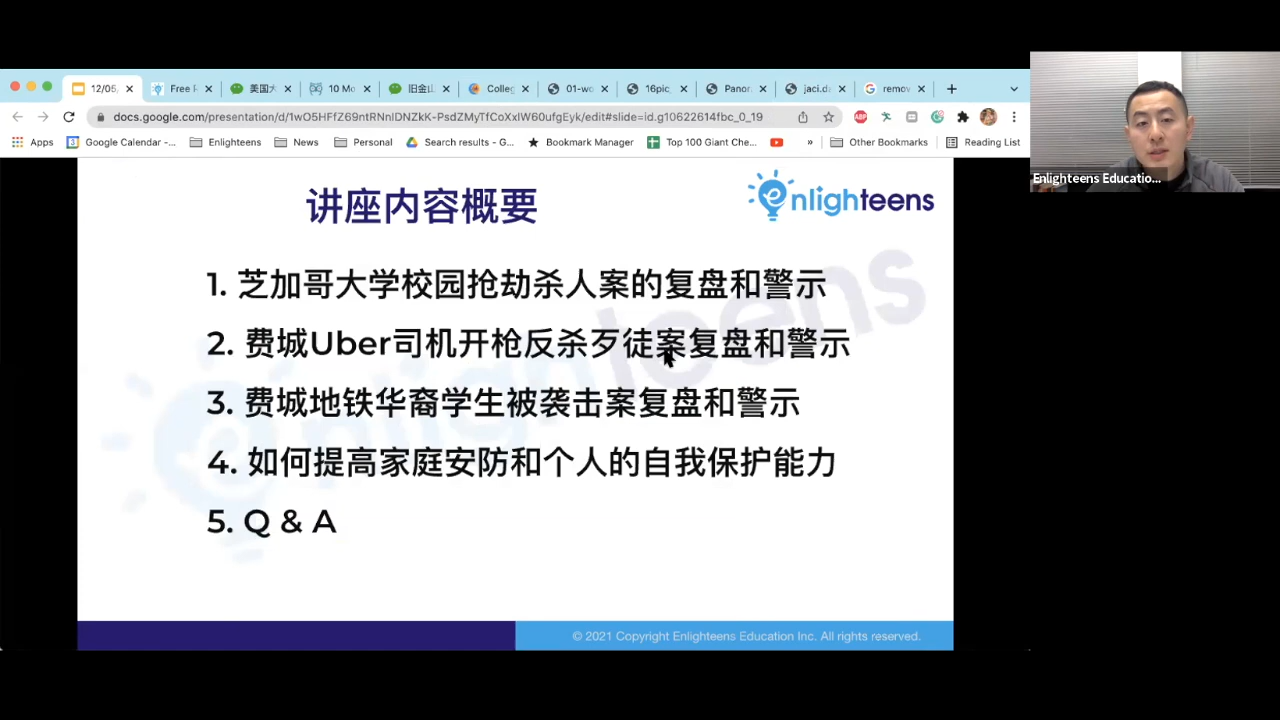 12/05,
Free F
美国大
10 Mo
旧金山
Colleg
01-wo
16pic_
Panor
jaci.da
remov
docs.google.com/presentation/d/1wO5HFfZ69ntRNnIDNZkK-PsdZMyTfCoXxIW60ufgEyk/edit#slide=id.g10622614fbc_0_19
Apps
Google Calendar -...
Enlighteens
News
Personal
Search results - G...
Bookmark Manager
Top 100 Giant Che...
»
Other Bookmarks
Reading List
Enlighteens Educatio...
讲座内容概要
enlighteens
1. 芝加哥大学校园抢劫杀人案的复盘和警示
2. 费城Uber司机开枪反杀歹徒案复盘和警示
3. 费城地铁华裔学生被袭击案复盘和警示
4. 如何提高家庭安防和个人的自我保护能力
5. Q & A
© 2021 Copyright Enlighteens Education Inc. All rights reserved.